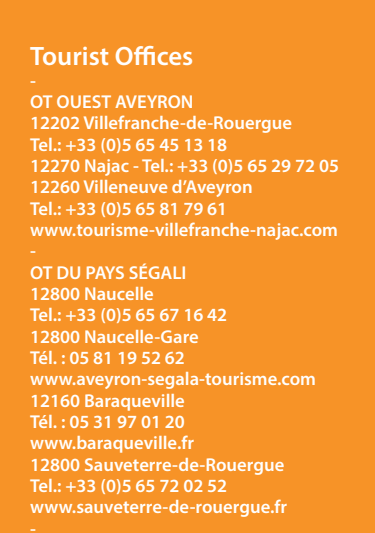 Tourist Offices
-
OT OUEST AVEYRON
12202 Villefranche-de-Rouergue
Tel.: +33 (0)5 65 45 13 18
12270 Najac - Tel.: +33 (0)5 65 29 72 05
12260 Villeneuve d’Aveyron
Tel.: +33 (0)5 65 81 79 61
www.tourisme-villefranche-najac.com
-
OT DU PAYS SÉGALI
12800 Naucelle
Tel.: +33 (0)5 65 67 16 42
12800 Naucelle-Gare
Tél. : 05 81 19 52 62
www.aveyron-segala-tourisme.com
12160 Baraqueville
Tél. : 05 31 97 01 20
www.baraqueville.fr
12800 Sauveterre-de-Rouergue
Tel.: +33 (0)5 65 72 02 52
www.sauveterre-de-rouergue.fr
-